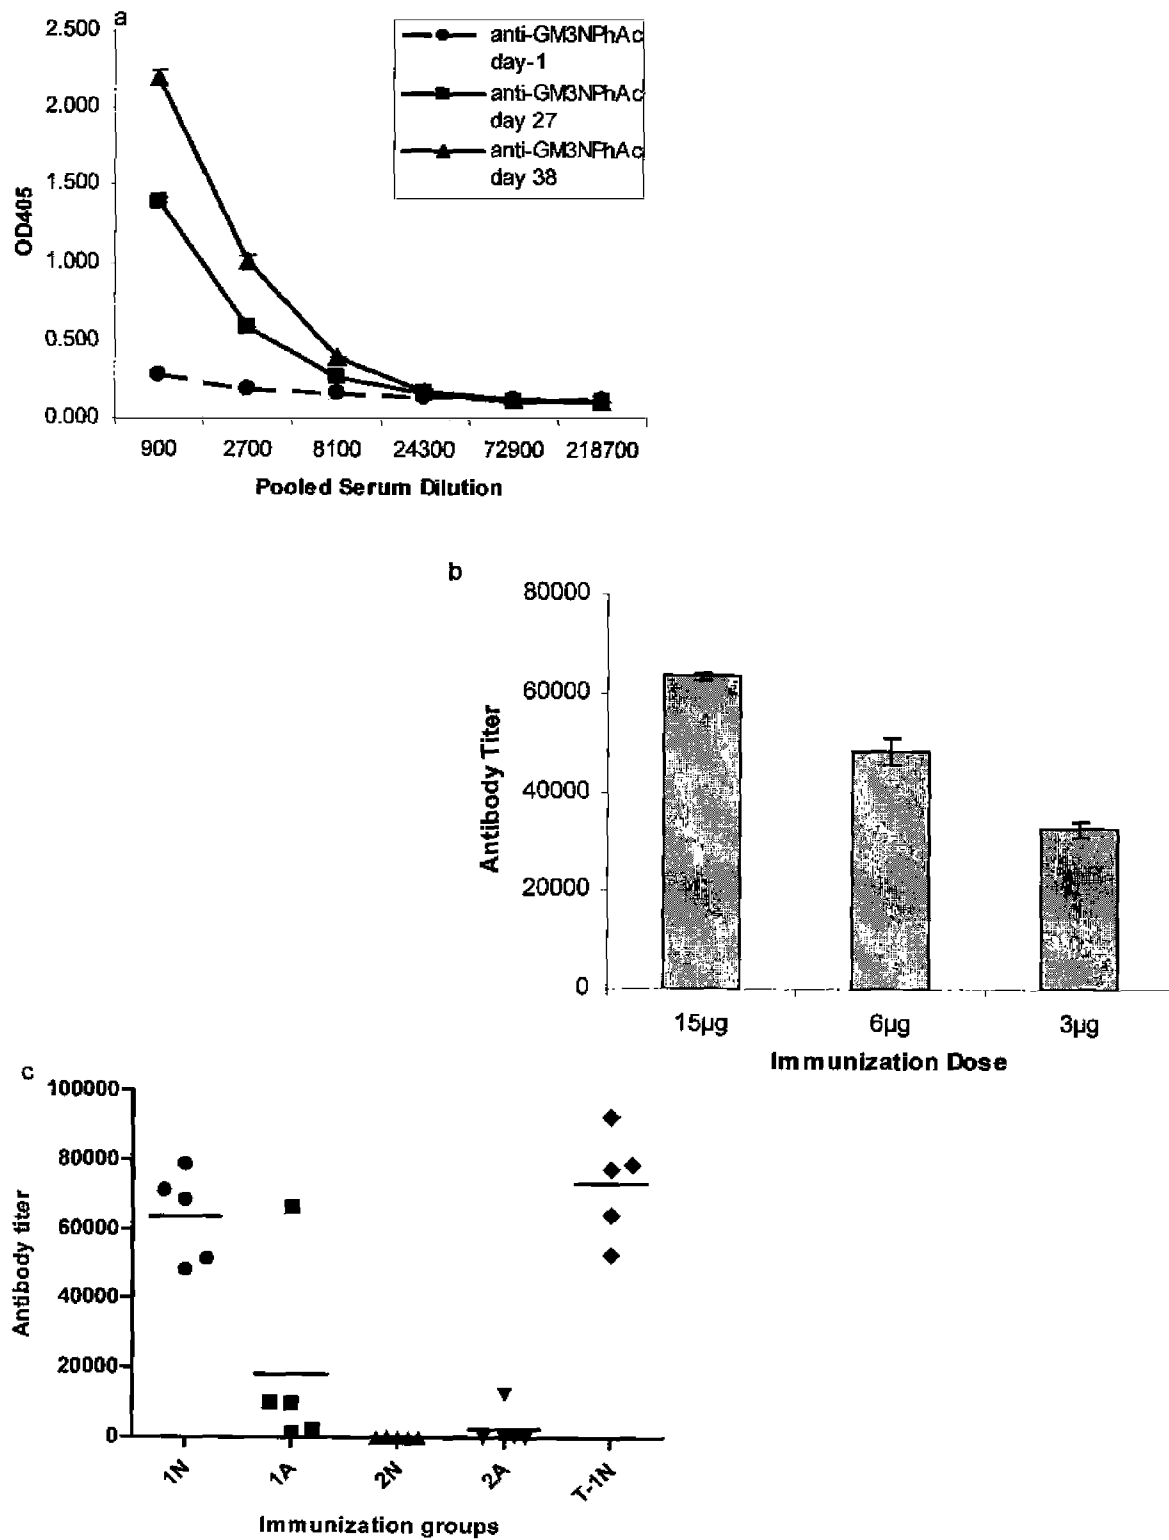 a
2.500
2.000
1.500
1.000
0.500
0.000
OD405
anti-GM3NPhAc
day-1
anti-GM3NPhAc
day 27
anti-GM3NPhAc
day 38
900 2700 8100 24300 72900 218700
Pooled Serum Dilution
b
80000
60000
40000
20000
0
Antibody Titer
15µg 6µg 3µg
Immunization Dose
c
100000
80000
60000
40000
20000
0
Antibody titer
1N 1A 2N 2A T-1N
Immunization groups